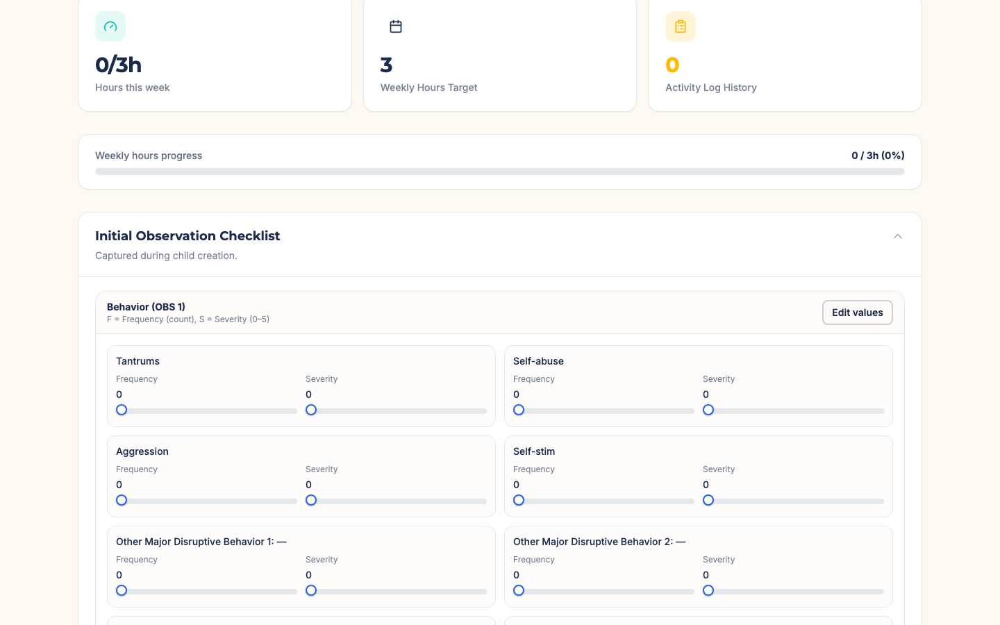 0/3h
Hours this week
3
Weekly Hours Target
0
Activity Log History
Weekly hours progress
0 / 3h (0%)
Initial Observation Checklist
Captured during child creation.
Behavior (OBS 1)
F = Frequency (count), S = Severity (0–5)
Edit values
Tantrums
Frequency
Severity
0
0
Self-abuse
Frequency
Severity
0
0
Aggression
Frequency
Severity
0
0
Self-stim
Frequency
Severity
0
0
Other Major Disruptive Behavior 1: —
Frequency
Severity
0
0
Other Major Disruptive Behavior 2: —
Frequency
Severity
0
0